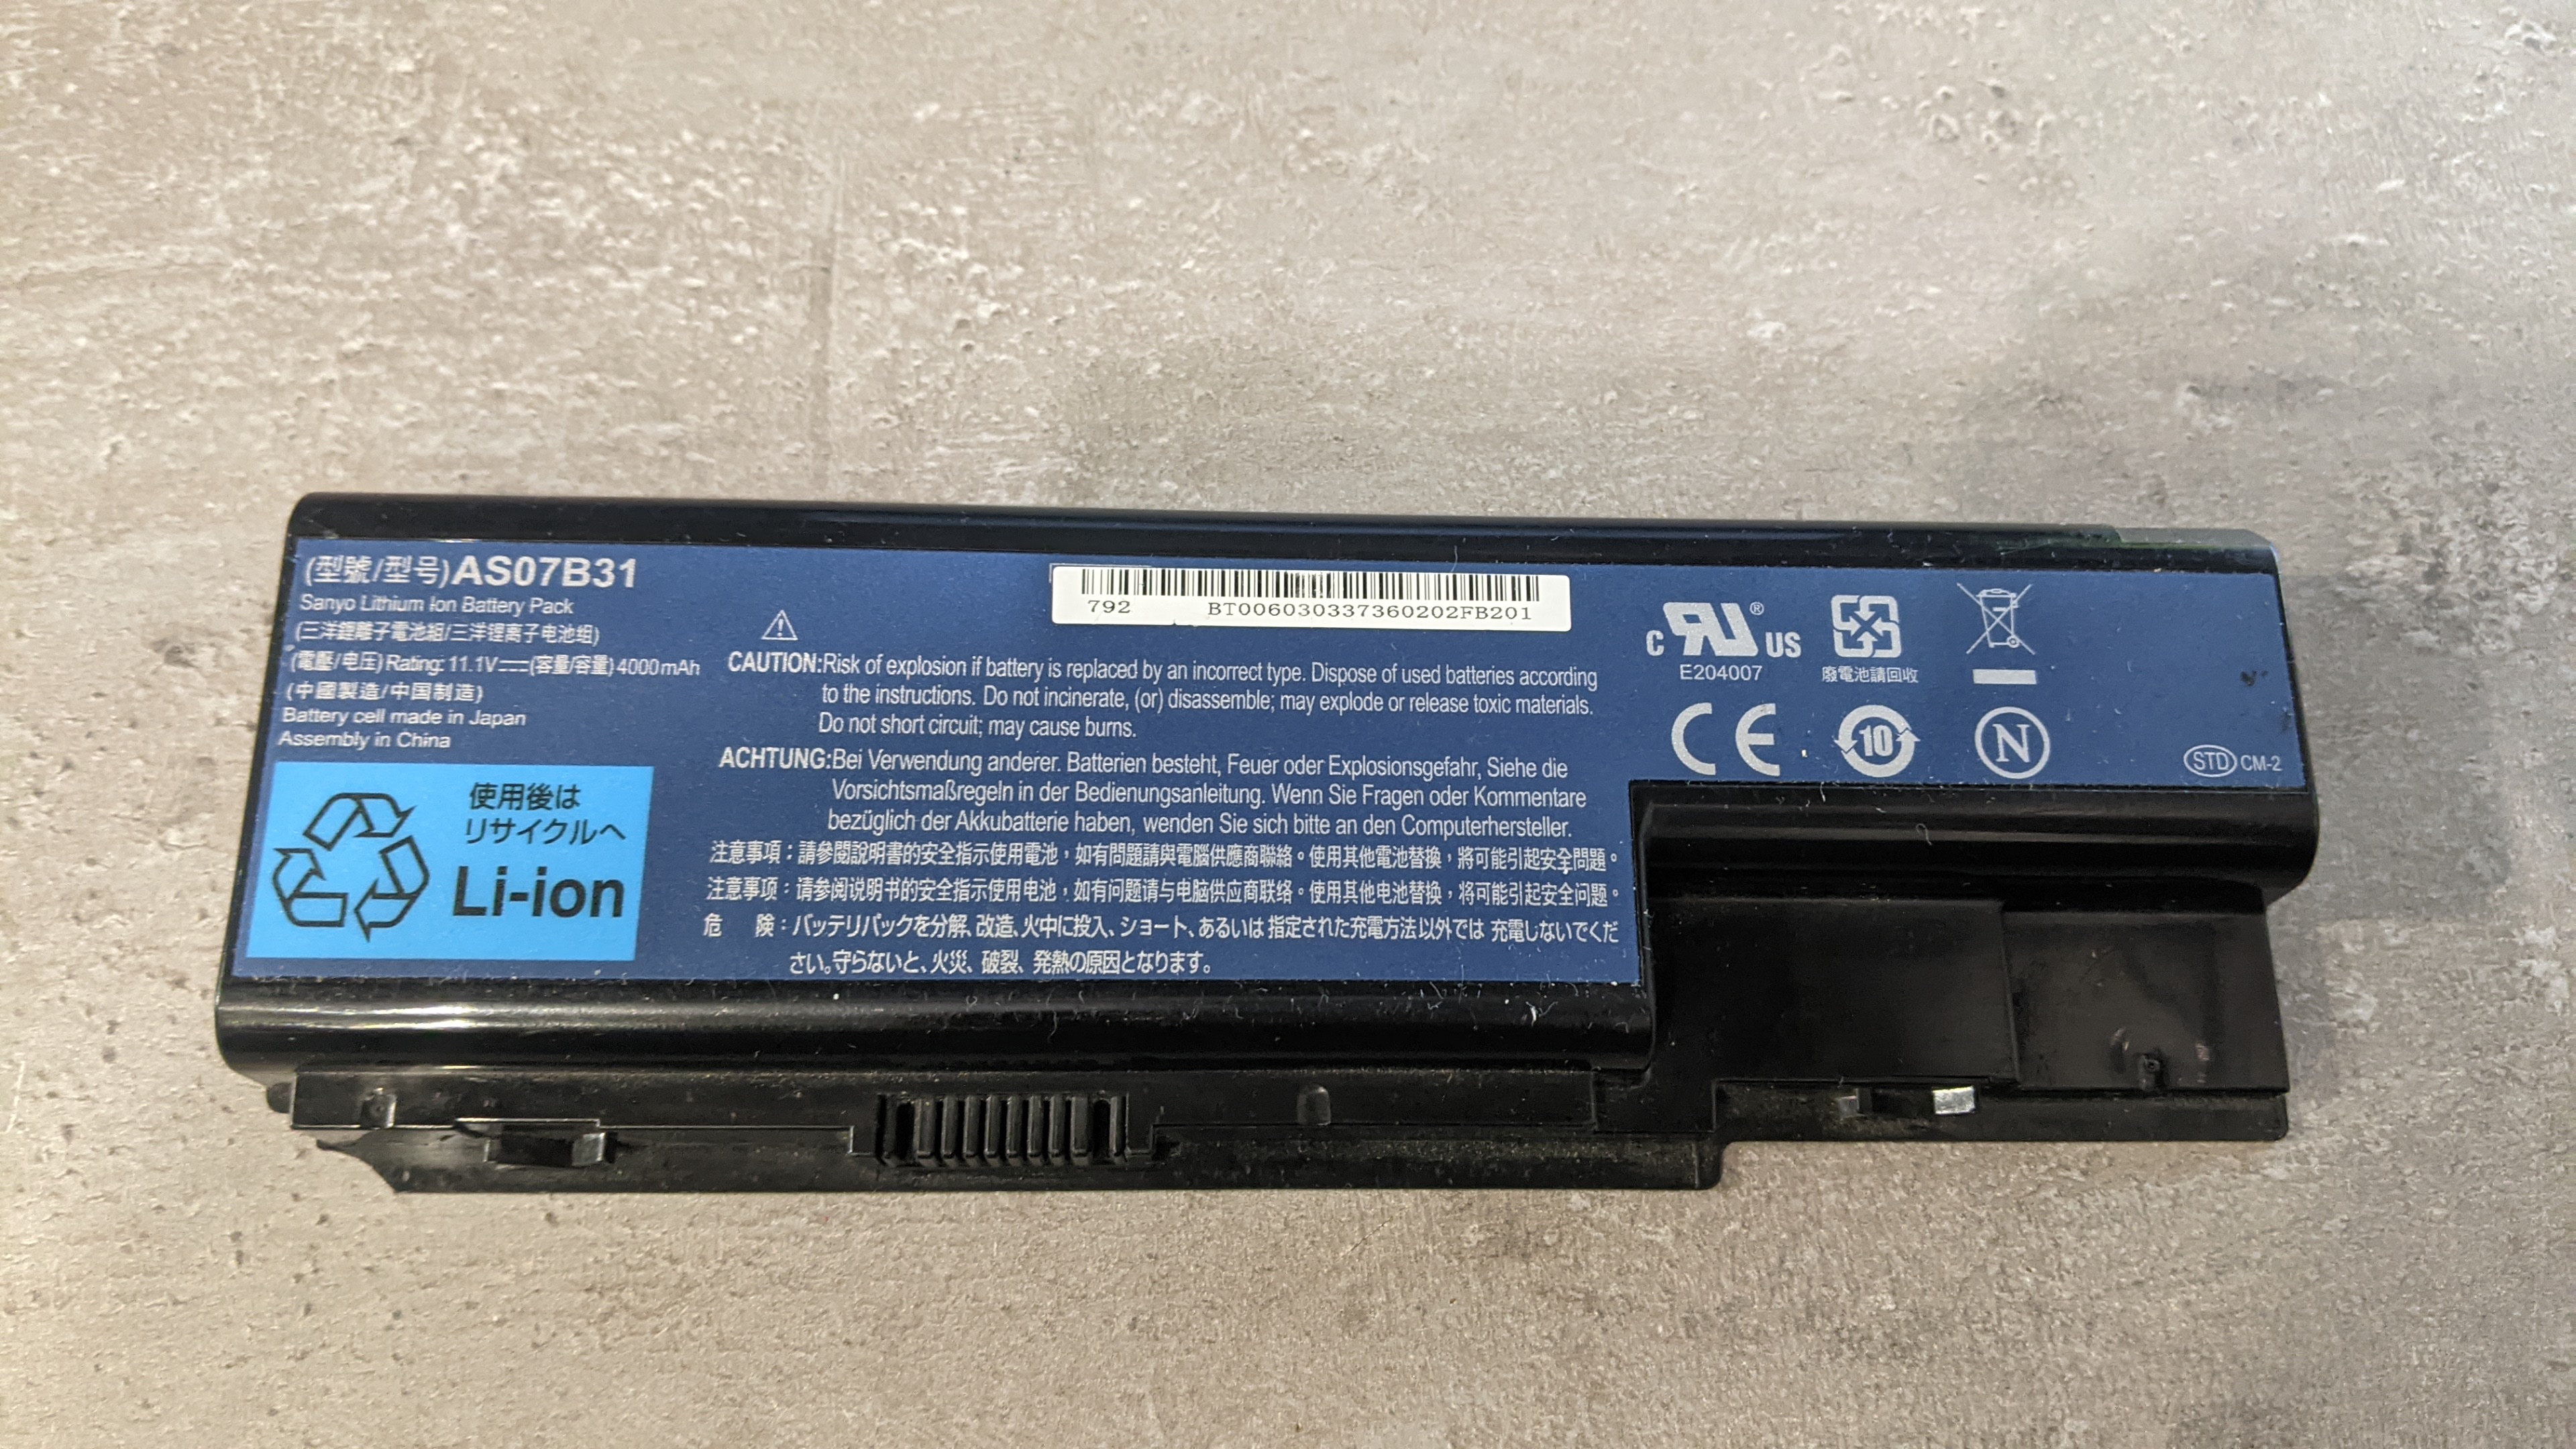 (型號/型号)AS07B31
Sanyo Lithium Ion Battery Pack
(三洋鋰離子電池組/三洋锂离子电池组)
(電壓/电压) Rating: 11.1V⎓(容量/容量) 4000mAh
(中國製造/中国制造)
Battery cell made in Japan
Assembly in China
使用後は
リサイクルへ
Li-ion
792 BT006030337360202FB201
CAUTION:Risk of explosion if battery is replaced by an incorrect type. Dispose of used batteries according
to the instructions. Do not incinerate, (or) disassemble; may explode or release toxic materials.
Do not short circuit; may cause burns.
ACHTUNG:Bei Verwendung anderer. Batterien besteht, Feuer oder Explosionsgefahr, Siehe die
Vorsichtsmaßregeln in der Bedienungsanleitung. Wenn Sie Fragen oder Kommentare
bezüglich der Akkubatterie haben, wenden Sie sich bitte an den Computerhersteller.
注意事項：請參閱說明書的安全指示使用電池，如有問題請與電腦供應商聯絡。使用其他電池替換，將可能引起安全問題。
注意事项：请参阅说明书的安全指示使用电池，如有问题请与电脑供应商联络。使用其他电池替换，将可能引起安全问题。
危 険：バッテリパックを分解、改造、火中に投入、ショート、あるいは 指定された充電方法以外では 充電しないでくだ
さい。守らないと、火災、破裂、発熱の原因となります。
C RU® US
E204007
廢電池請回收
CE
10
N
STD CM-2